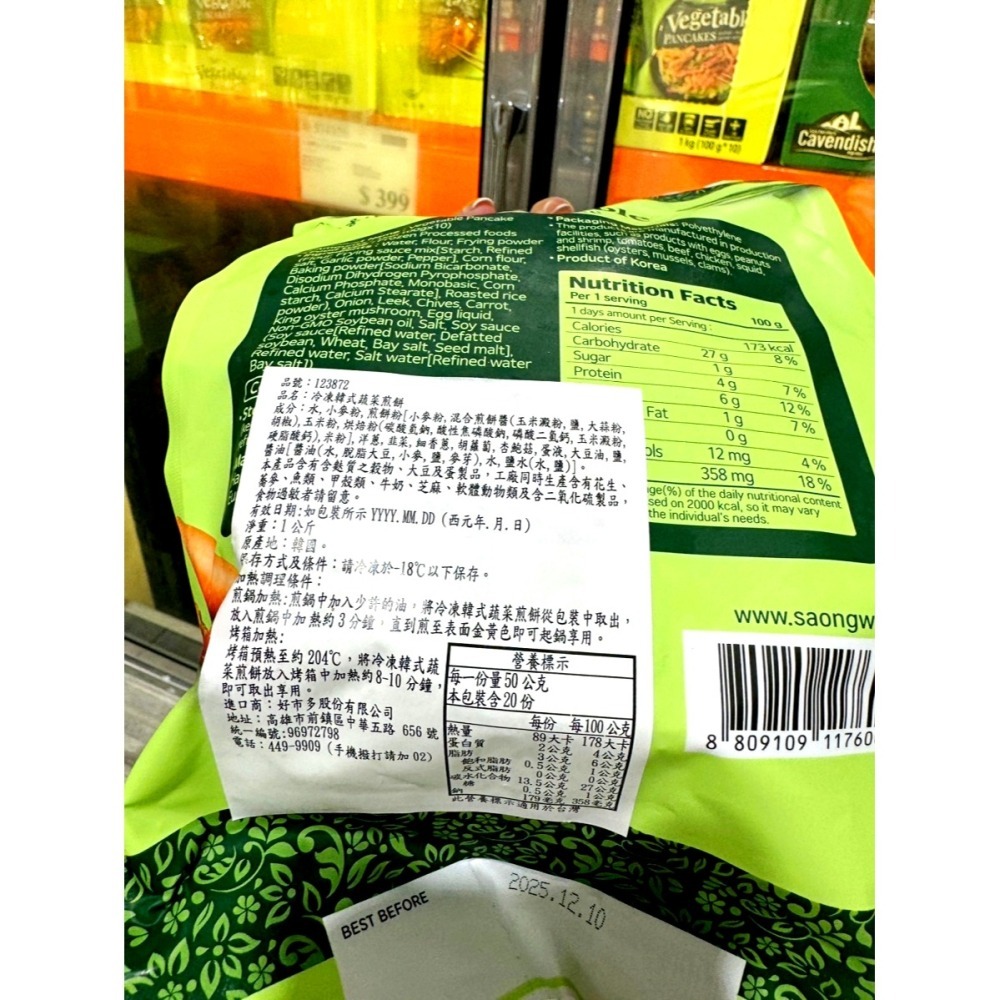 Vegetab
PANCAKES
NO
1kg (100 g * 10)
Cavendish
$ 399
Pancake
x10)
Processed foods
Water, Flour, Frying powder
ying sauce mix[Starch, Refined
salt, Garlic powder, Pepper], Corn flour,
Baking powder[Sodium Bicarbonate,
Disodium Dihydrogen Pyrophosphate,
Calcium Phosphate, Monobasic, Corn
starch, Calcium Stearate], Roasted rice
powder), Onion, Leek, Chives, Carrot,
King oyster mushroom, Egg liquid,
Non-GMO Soybean oil, Salt, Soy sauce
(Soy sauce[Refined water, Defatted
soybean, Wheat, Bay salt, Seed malt],
Refined water, Salt water[Refined water
Bay salt])
Polyethylene
manufactured in production
facilities, such as products with eggs, peanuts
and shrimp, tomatoes, beef, chicken, squid,
shellfish (oysters, mussels, clams).
• Product of Korea
Nutrition Facts
Per 1 serving 100 g
1 days amount per Serving :
Calories 173 kcal
Carbohydrate 27 g 8 %
Sugar 1 g
Protein 4 g 7 %
6 g 12 %
Fat 1 g 7 %
0 g
ols 12 mg 4 %
358 mg 18 %
ge(%) of the daily nutritional content
sed on 2000 kcal, so it may vary
the individual's needs.
www.saongw
8 809109 11760
品號：123872
品名：冷凍韓式蔬菜煎餅
成分：水, 小麥粉, 煎餅粉[小麥粉, 混合煎餅醬(玉米澱粉, 鹽, 大蒜粉,
胡椒), 玉米粉, 烘焙粉(碳酸氫鈉, 酸性焦磷酸鈉, 磷酸二氫鈣, 玉米澱粉,
硬脂酸鈣), 米粉], 洋蔥, 韭菜, 細香蔥, 胡蘿蔔, 杏鮑菇, 蛋液, 大豆油, 鹽,
醬油[醬油(水, 脫脂大豆, 小麥, 鹽, 麥芽), 水, 鹽水(水, 鹽)]。
本產品含有含麩質之穀物、大豆及蛋製品，工廠同時生產含有花生、
蕎麥、魚類、甲殼類、牛奶、芝麻、軟體動物類及含二氧化硫製品，
食物過敏者請留意。
有效日期:如包裝所示 YYYY.MM.DD (西元年.月.日)
淨重：1公斤
原產地：韓國。
保存方式及條件：請冷凍於-18℃以下保存。
加熱調理條件：
煎鍋加熱:煎鍋中加入少許的油，將冷凍韓式蔬菜煎餅從包裝中取出，
放入煎鍋中加熱約3分鐘，直到煎至表面金黃色即可起鍋享用。
烤箱加熱：
烤箱預熱至約 204℃，將冷凍韓式蔬
菜煎餅放入烤箱中加熱約8-10 分鐘，
即可取出享用。
進口商：好市多股份有限公司
地址：高雄市前鎮區中華五路 656 號
統一編號:96972798
電話：449-9909 (手機撥打請加 02)
營養標示
每一份量 50 公克
本包裝含 20 份
每份 每100公克
熱量 89大卡 178大卡
蛋白質 2公克 4公克
脂肪 3公克 6公克
飽和脂肪 0.5公克 1公克
反式脂肪 0公克 0公克
碳水化合物 13.5公克 27公克
糖 0.5公克 1公克
鈉 179毫克 358毫克
此營養標示適用於台灣
BEST BEFORE
2025.12.10